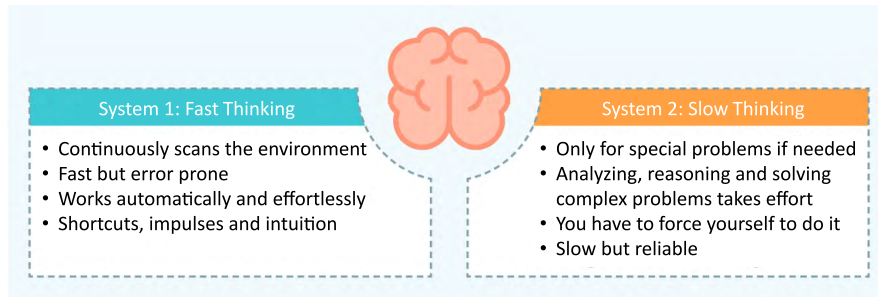 System 1: Fast Thinking
• Continuously scans the environment
• Fast but error prone
• Works automatically and effortlessly
• Shortcuts, impulses and intuition
System 2: Slow Thinking
• Only for special problems if needed
• Analyzing, reasoning and solving
complex problems takes effort
• You have to force yourself to do it
• Slow but reliable